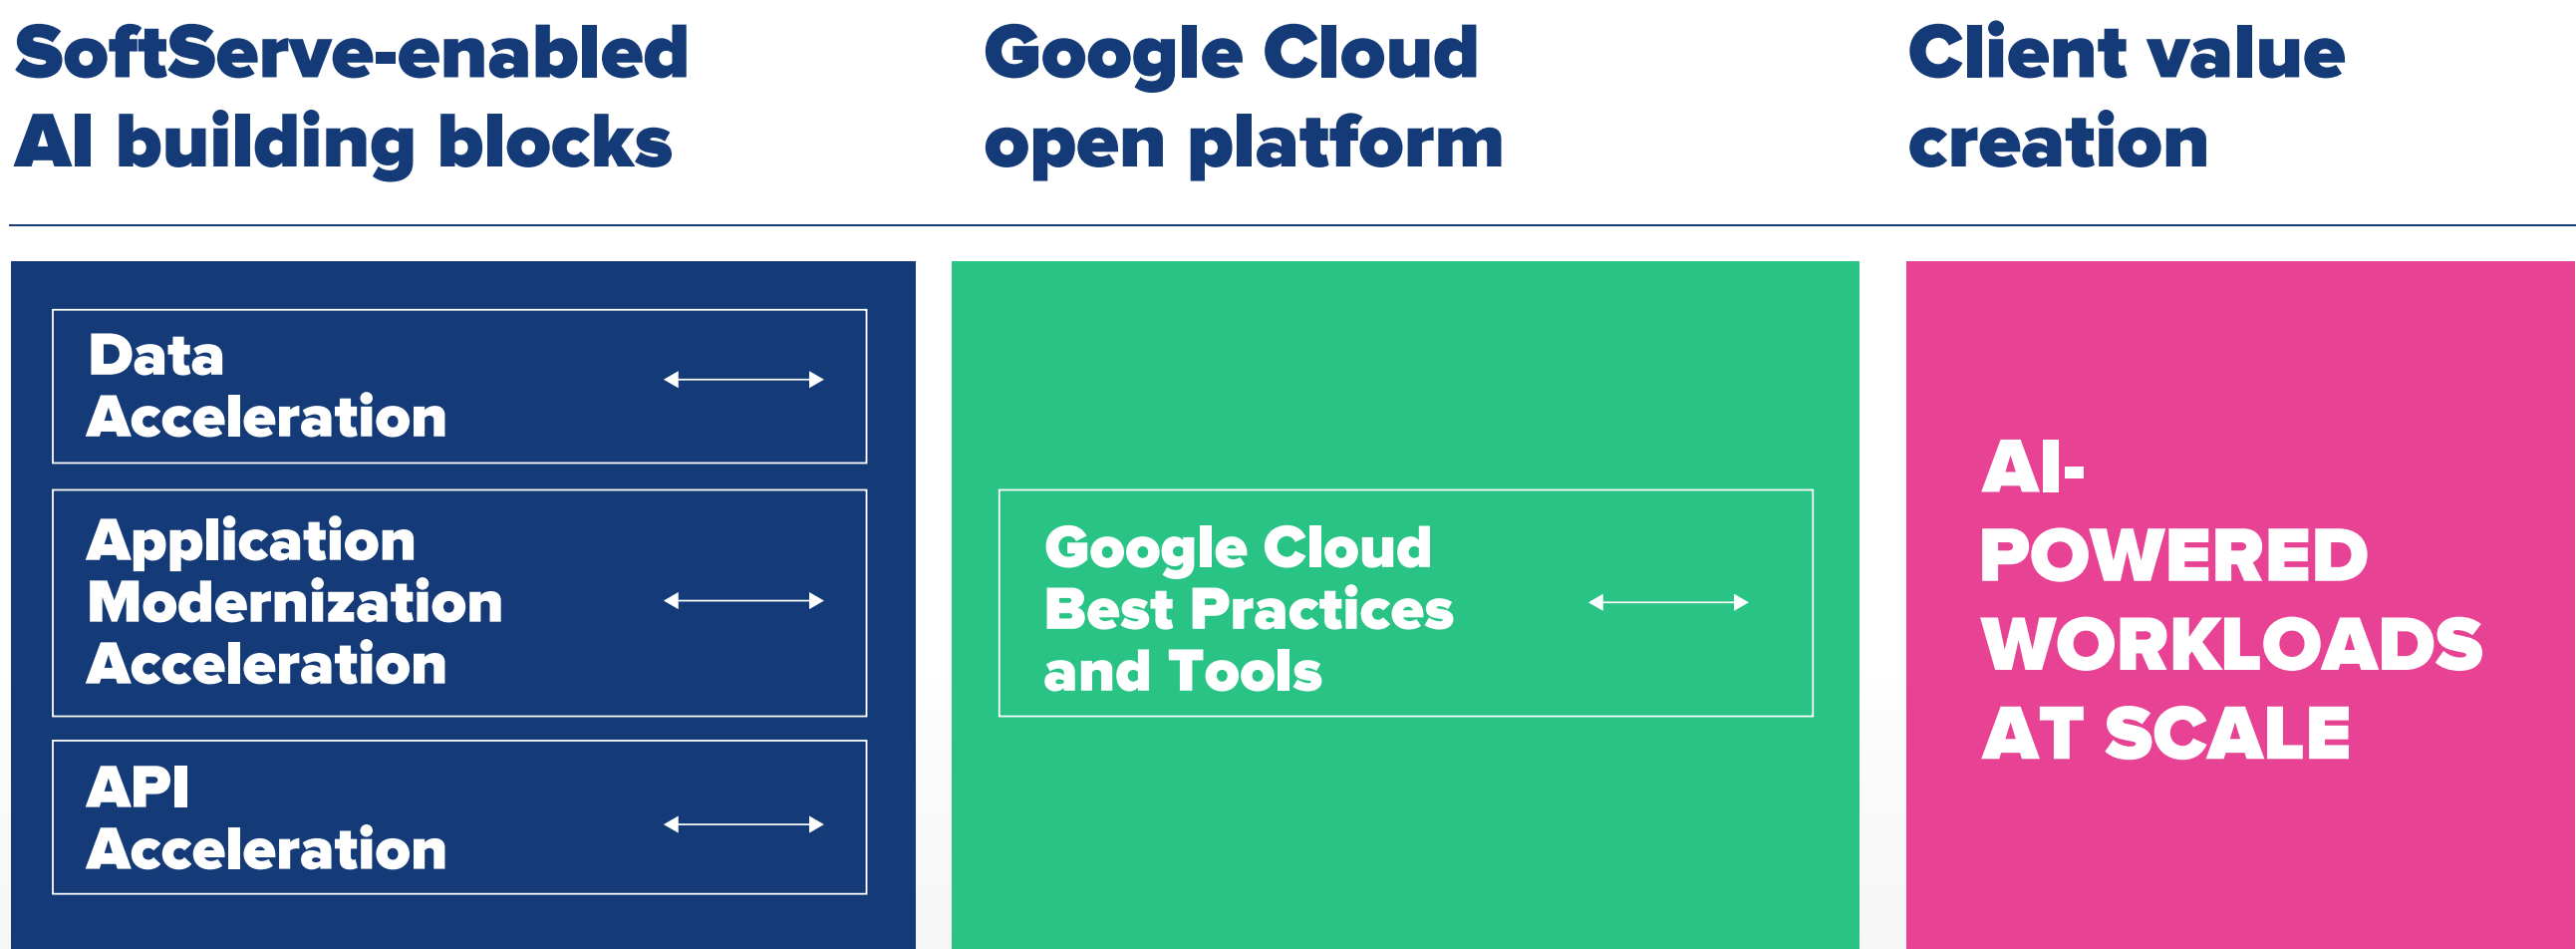 SoftServe-enabled
AI building blocks
Google Cloud
open platform
Client value
creation
Data
Acceleration
Application
Modernization
Acceleration
API
Acceleration
Google Cloud
Best Practices
and Tools
AI-
POWERED
WORKLOADS
AT SCALE